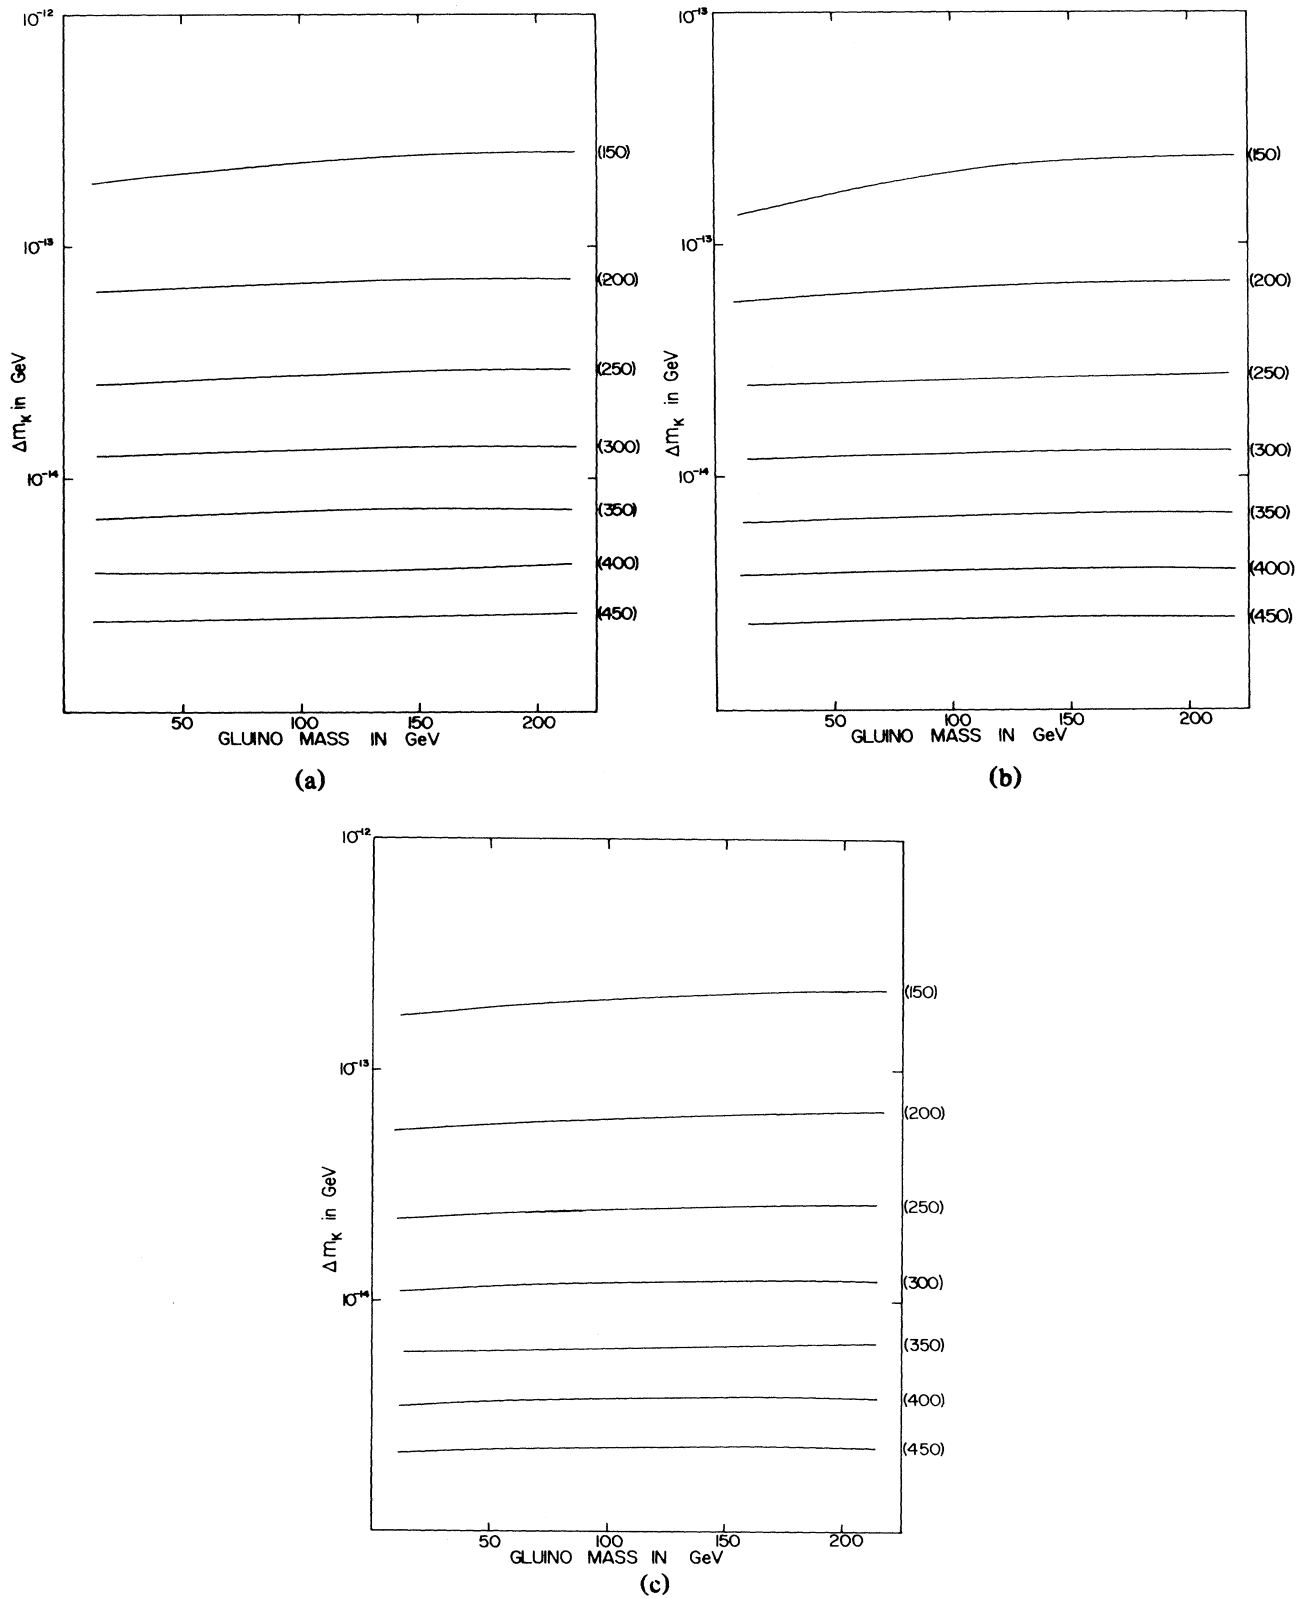 10⁻¹²
10⁻¹³
10⁻¹⁴
Δmₖ in GeV
(150)
(200)
(250)
(300)
(350)
(400)
(450)
50 100 150 200
GLUINO MASS IN GeV
(a)
10⁻¹³
10⁻¹³
10⁻¹⁴
Δmₖ in GeV
(150)
(200)
(250)
(300)
(350)
(400)
(450)
50 100 150 200
GLUINO MASS IN GeV
(b)
10⁻¹²
10⁻¹³
10⁻¹⁴
Δmₖ in GeV
(150)
(200)
(250)
(300)
(350)
(400)
(450)
50 100 150 200
GLUINO MASS IN GeV
(c)